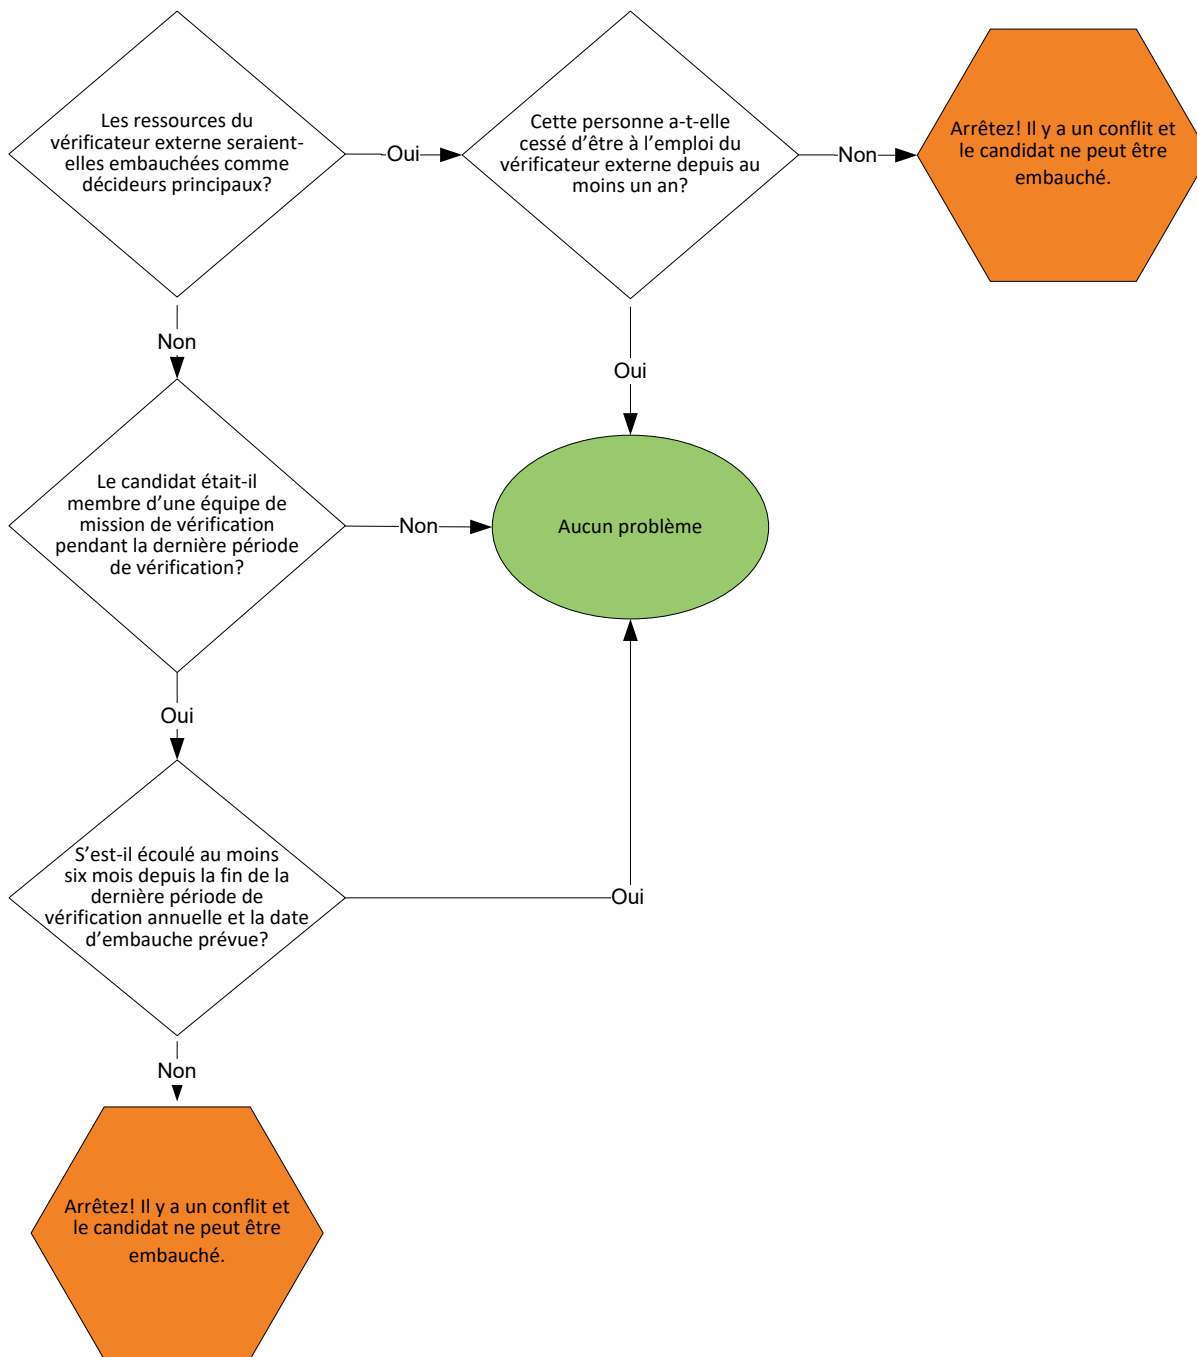 Les ressources du
vérificateur externe seraient-
elles embauchées comme
décideurs principaux?
Oui
Cette personne a-t-elle
cessé d’être à l’emploi du
vérificateur externe depuis au
moins un an?
Non
Arrêtez! Il y a un conflit et
le candidat ne peut être
embauché.
Non
Oui
Le candidat était-il
membre d’une équipe de
mission de vérification
pendant la dernière période
de vérification?
Non
Aucun problème
Oui
S’est-il écoulé au moins
six mois depuis la fin de la
dernière période de
vérification annuelle et la date
d’embauche prévue?
Oui
Non
Arrêtez! Il y a un conflit et
le candidat ne peut être
embauché.